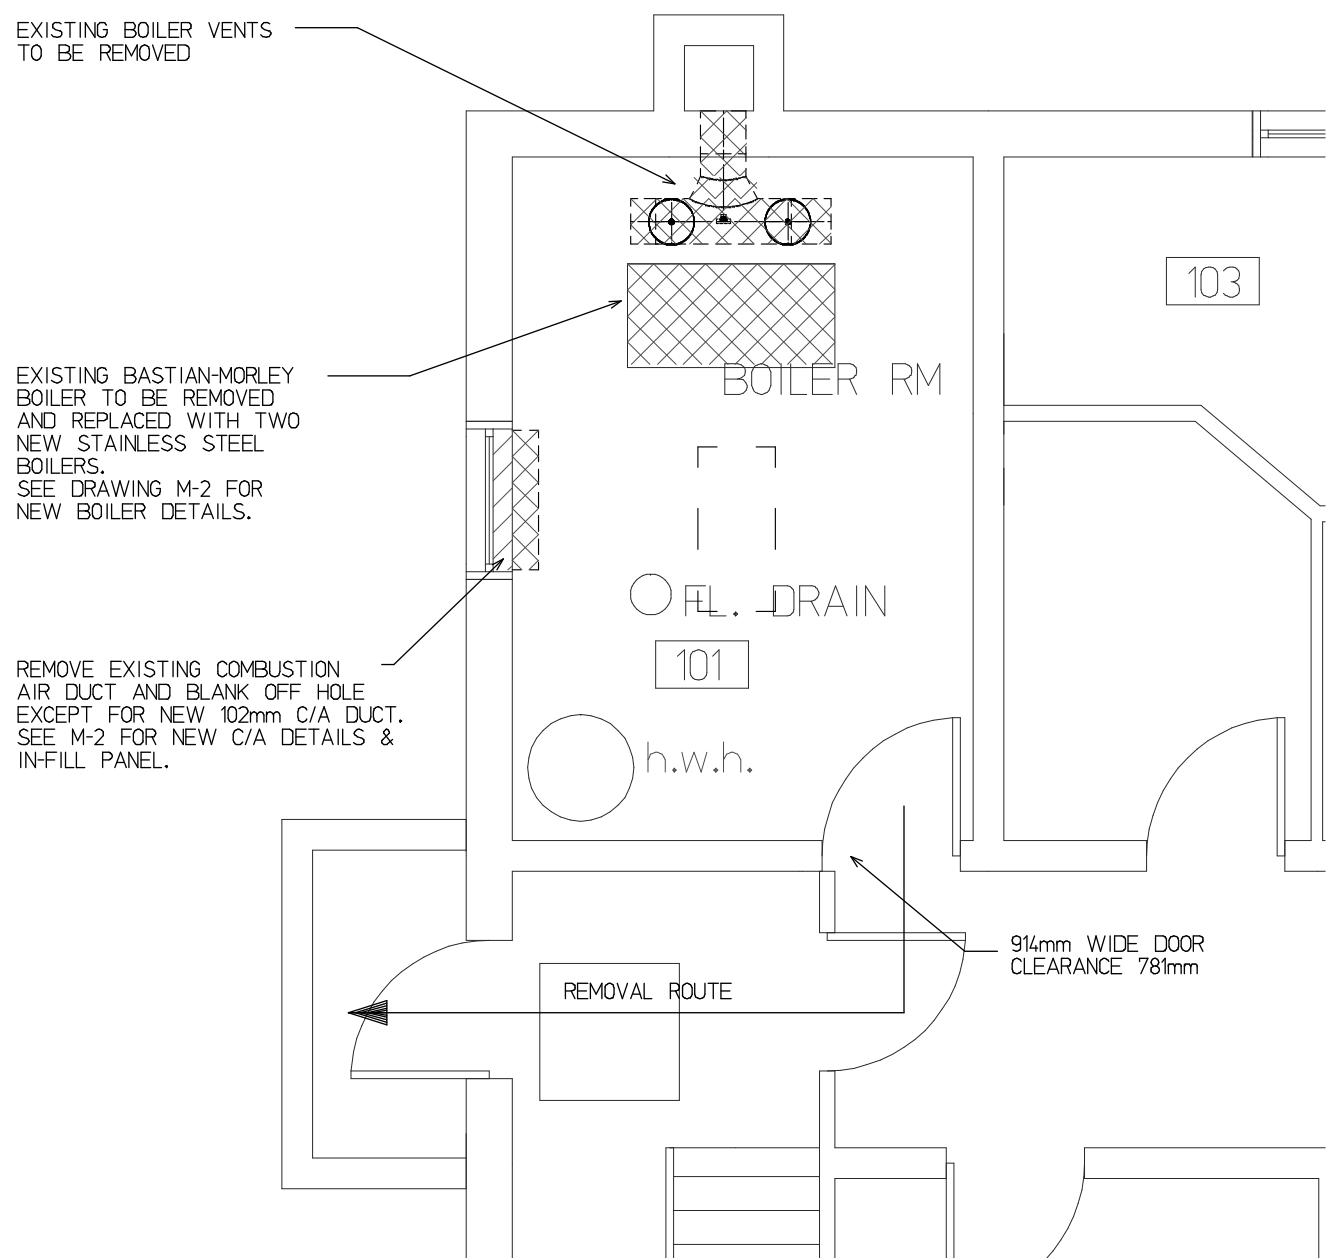 EXISTING BOILER VENTS
TO BE REMOVED
103
EXISTING BASTIAN-MORLEY
BOILER TO BE REMOVED
AND REPLACED WITH TWO
NEW STAINLESS STEEL
BOILERS.
SEE DRAWING M-2 FOR
NEW BOILER DETAILS.
BOILER RM
FL. DRAIN
101
REMOVE EXISTING COMBUSTION
AIR DUCT AND BLANK OFF HOLE
EXCEPT FOR NEW 102mm C/A DUCT.
SEE M-2 FOR NEW C/A DETAILS &
IN-FILL PANEL.
h.w.h.
914mm WIDE DOOR
CLEARANCE 781mm
REMOVAL ROUTE